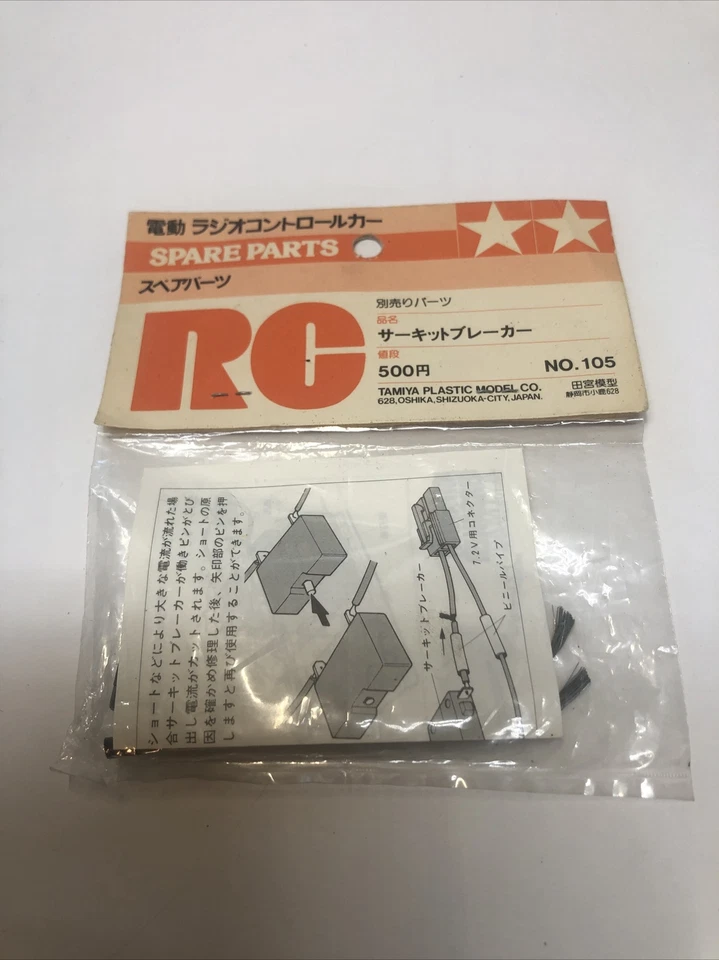 電動 ラジオコントロールカー
SPARE PARTS
スペアパーツ
RC
別売りパーツ
品名
サーキットブレーカー
値段
500円
NO.105
TAMIYA PLASTIC MODEL CO.
628, OSHIKA, SHIZUOKA-CITY, JAPAN.
田宮模型
静岡市小鹿628
ショートなどにより大きな電流が流れた場
合サーキットブレーカーが働きピンがとび
出し電流がカットされます。ショートの原
因を確かめ修理した後、矢印部のピンを押
しますと再び使用することができます。
サーキットブレーカー
7.2V用コネクター
ビニールパイプ